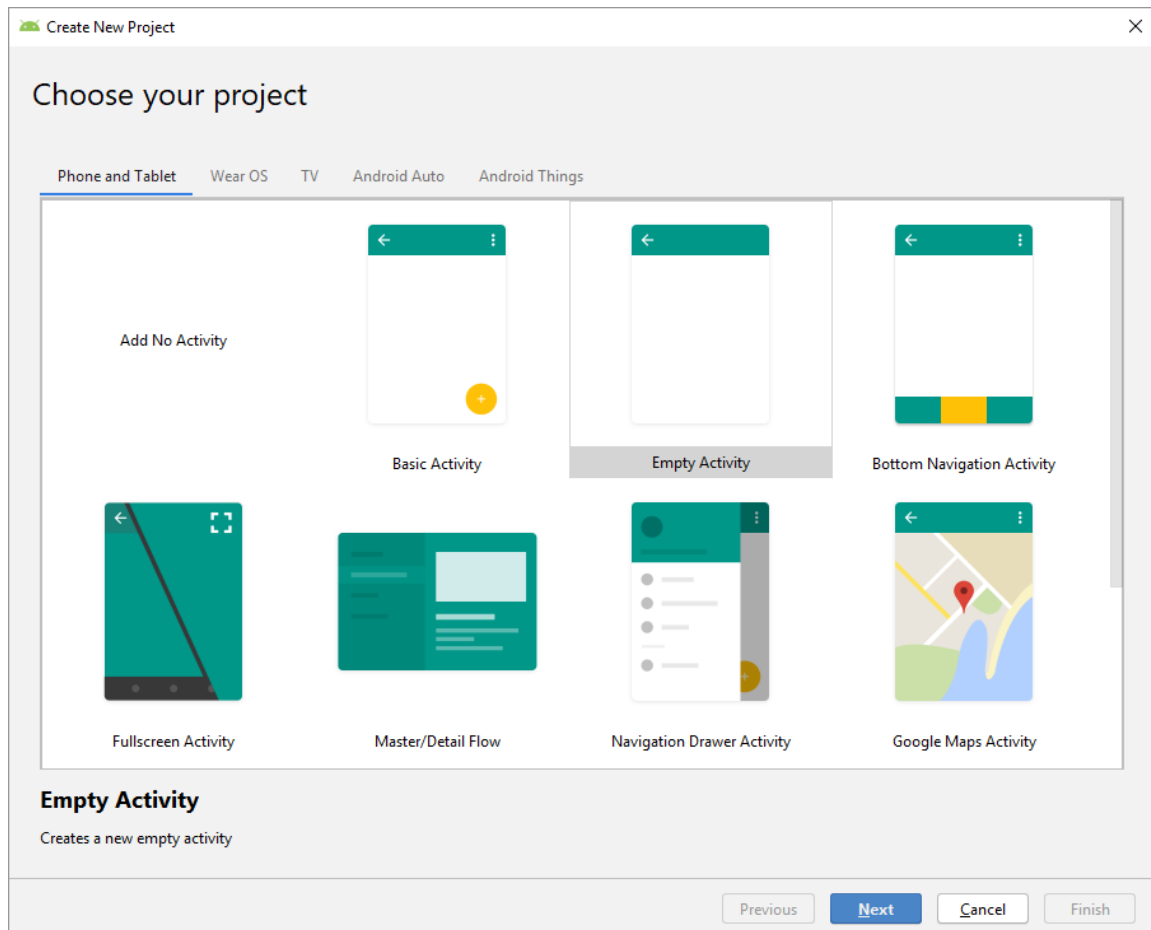 Create New Project
Choose your project
Phone and Tablet Wear OS TV Android Auto Android Things
Add No Activity
Basic Activity
Empty Activity
Bottom Navigation Activity
Fullscreen Activity
Master/Detail Flow
Navigation Drawer Activity
Google Maps Activity
Empty Activity
Creates a new empty activity
Previous Next Cancel Finish